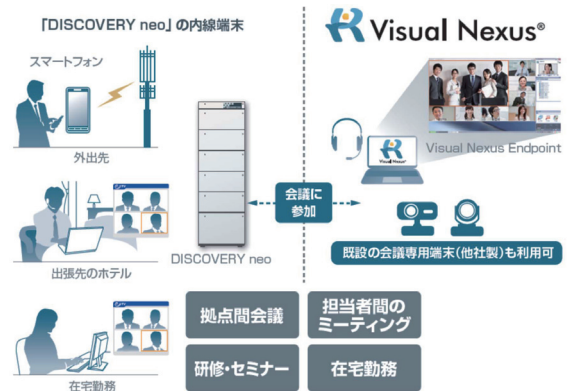 「DISCOVERY neo」の内線端末
スマートフォン
外出先
出張先のホテル
在宅勤務
DISCOVERY neo
会議に
参加
Visual Nexus®
Visual Nexus
Visual Nexus Endpoint
既設の会議専用端末(他社製)も利用可
拠点間会議
担当者間の
ミーティング
研修・セミナー
在宅勤務